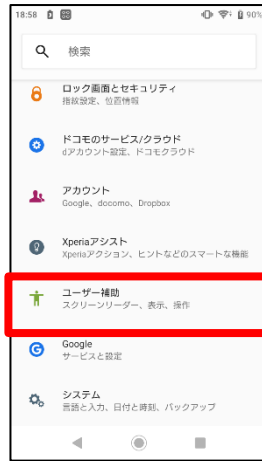 18:58 90%
検索
ロック画面とセキュリティ
指紋設定、位置情報
ドコモのサービス/クラウド
dアカウント設定、ドコモクラウド
アカウント
Google、docomo、Dropbox
Xperiaアシスト
Xperiaアクション、ヒントなどのスマートな機能
ユーザー補助
スクリーンリーダー、表示、操作
Google
サービスと設定
システム
言語と入力、日付と時刻、バックアップ